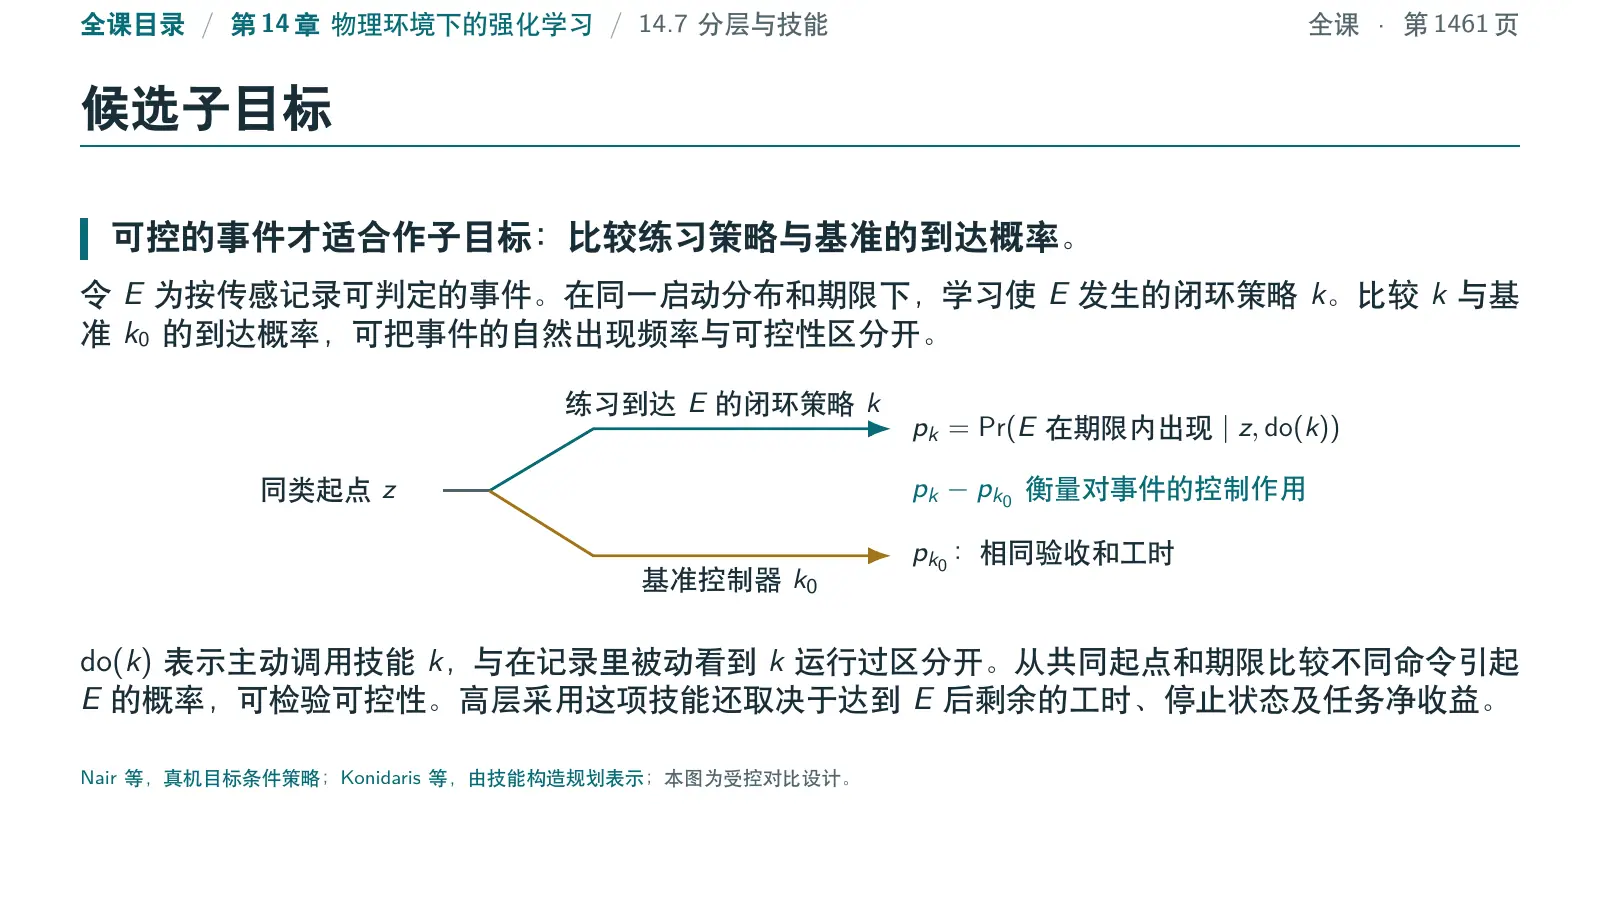 全课目录 / 第 14 章 物理环境下的强化学习 / 14.7 分层与技能
全课 · 第 1461 页
候选子目标
可控的事件才适合作子目标：比较练习策略与基准的到达概率。
令 E 为按传感记录可判定的事件。在同一启动分布和期限下，学习使 E 发生的闭环策略 k。比较 k 与基
准 k₀ 的到达概率，可把事件的自然出现频率与可控性区分开。
练习到达 E 的闭环策略 k
pₖ = Pr(E 在期限内出现 | z, do(k))
同类起点 z
pₖ − pₖ₀ 衡量对事件的控制作用
pₖ₀：相同验收和工时
基准控制器 k₀
do(k) 表示主动调用技能 k，与在记录里被动看到 k 运行过区分开。从共同起点和期限比较不同命令引起
E 的概率，可检验可控性。高层采用这项技能还取决于达到 E 后剩余的工时、停止状态及任务净收益。
Nair 等，真机目标条件策略；Konidaris 等，由技能构造规划表示；本图为受控对比设计。